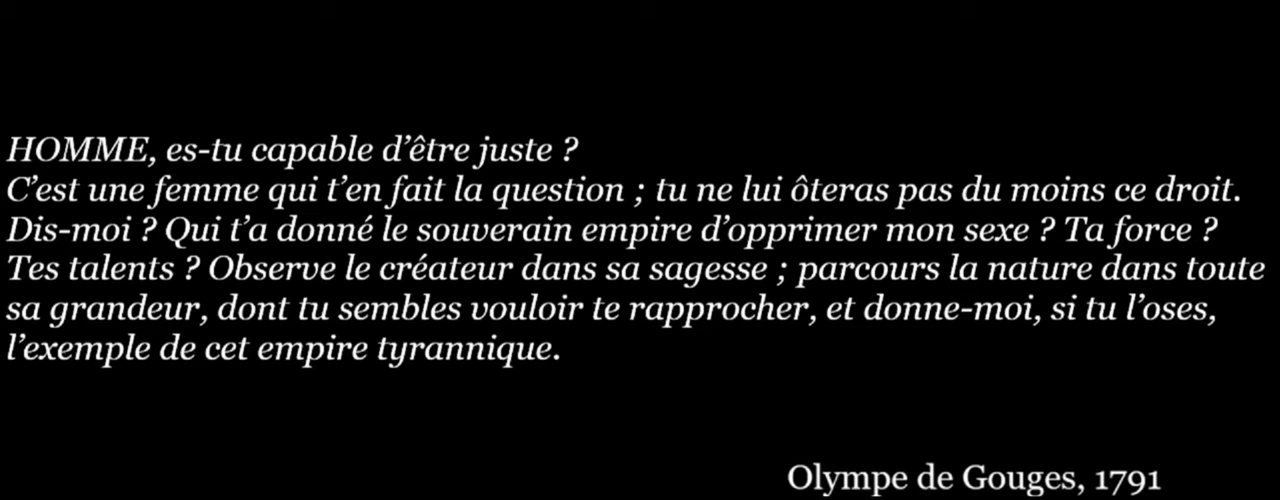 HOMME, es-tu capable d’être juste ?
C’est une femme qui t’en fait la question ; tu ne lui ôteras pas du moins ce droit.
Dis-moi ? Qui t’a donné le souverain empire d’opprimer mon sexe ? Ta force ?
Tes talents ? Observe le créateur dans sa sagesse ; parcours la nature dans toute
sa grandeur, dont tu sembles vouloir te rapprocher, et donne-moi, si tu l’oses,
l’exemple de cet empire tyrannique.
Olympe de Gouges, 1791